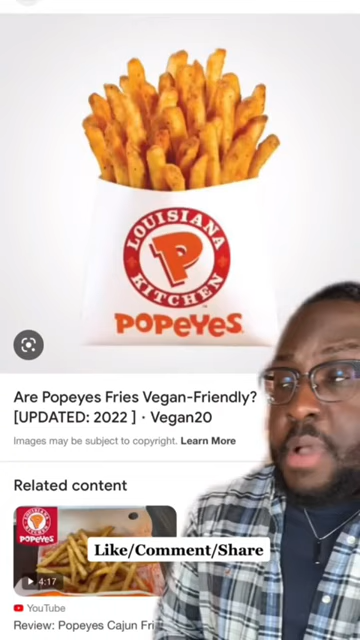 LOUISIANA
P
KITCHEN
POPEYES
Are Popeyes Fries Vegan-Friendly?
[UPDATED: 2022 ] · Vegan20
Images may be subject to copyright. Learn More
Related content
POPEYES
Like/Comment/Share
4:17
YouTube
Review: Popeyes Cajun Fri